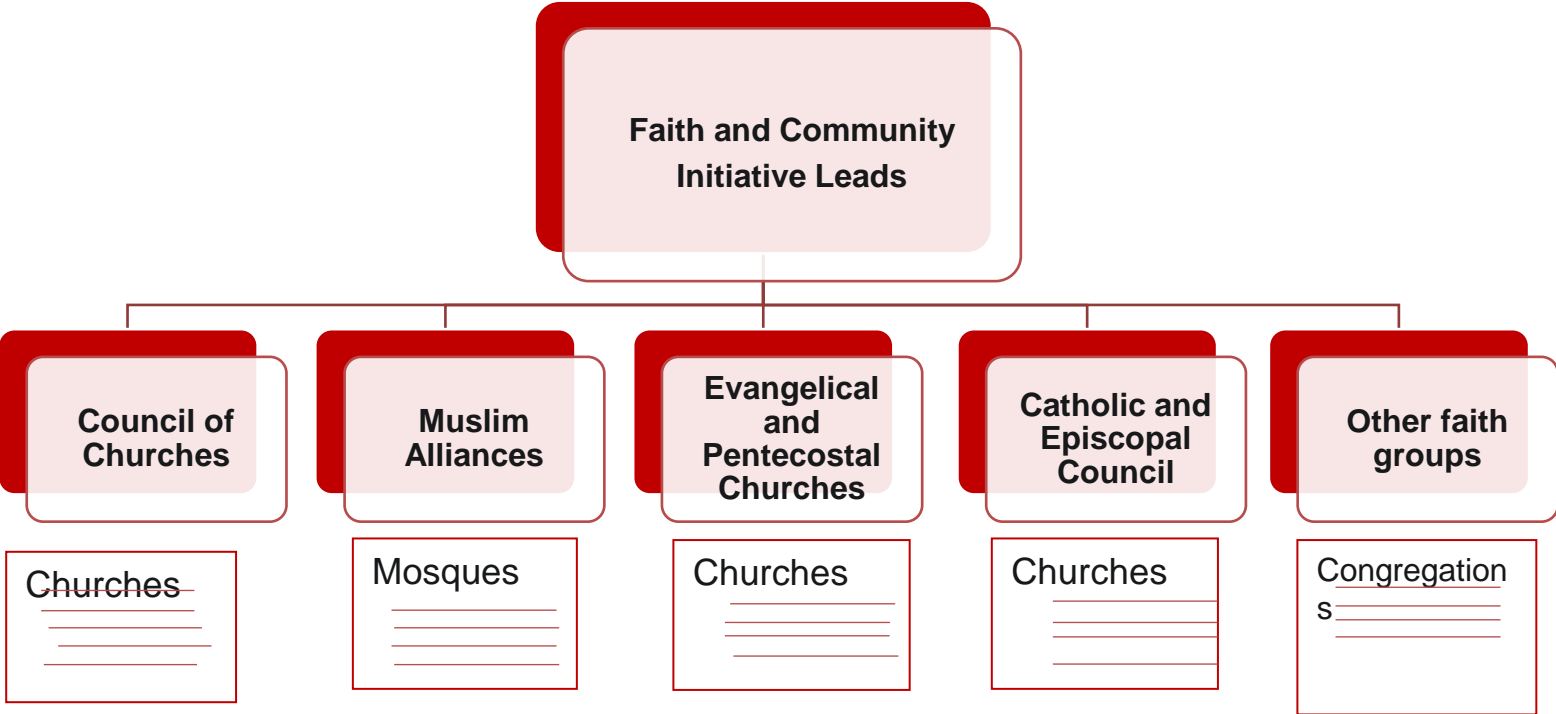 Faith and Community
Initiative Leads
Council of
Churches
Muslim
Alliances
Evangelical
and
Pentecostal
Churches
Catholic and
Episcopal
Council
Other faith
groups
Churches
Mosques
Churches
Churches
Congregation
s